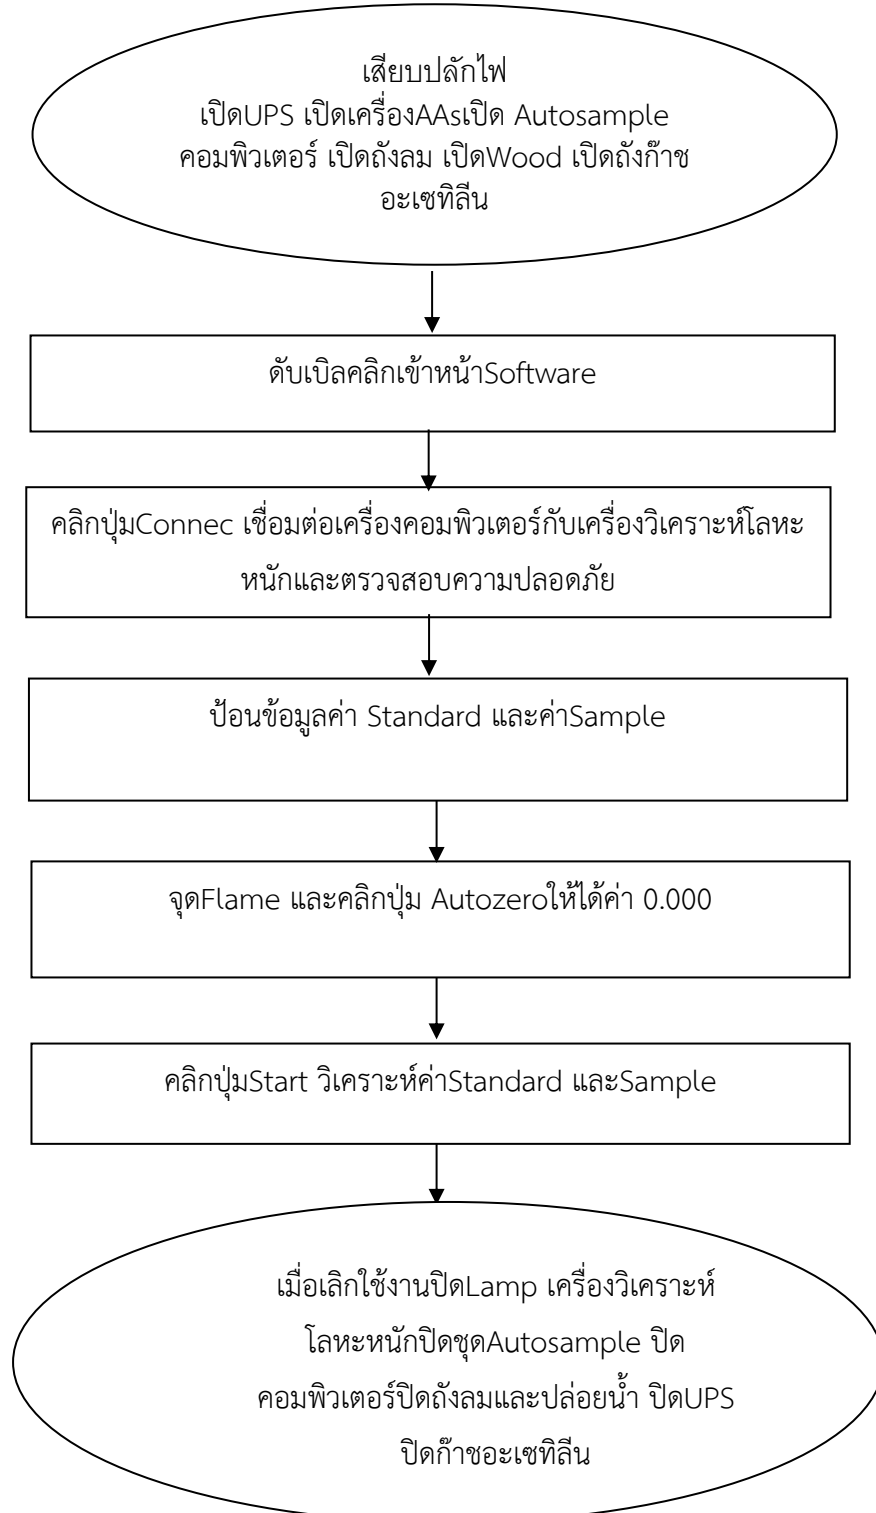 เสียบปลักไฟ
เปิดUPS เปิดเครื่องAAsเปิด Autosample
คอมพิวเตอร์ เปิดถังลม เปิดWood เปิดถังก๊าซ
อะเซทิลีน
ดับเบิลคลิกเข้าหน้าSoftware
คลิกปุ่มConnec เชื่อมต่อเครื่องคอมพิวเตอร์กับเครื่องวิเคราะห์โลหะ
หนักและตรวจสอบความปลอดภัย
ป้อนข้อมูลค่า Standard และค่าSample
จุดFlame และคลิกปุ่ม Autozeroให้ได้ค่า 0.000
คลิกปุ่มStart วิเคราะห์ค่าStandard และSample
เมื่อเลิกใช้งานปิดLamp เครื่องวิเคราะห์
โลหะหนักปิดชุดAutosample ปิด
คอมพิวเตอร์ปิดถังลมและปล่อยน้ำ ปิดUPS
ปิดก๊าซอะเซทิลีน